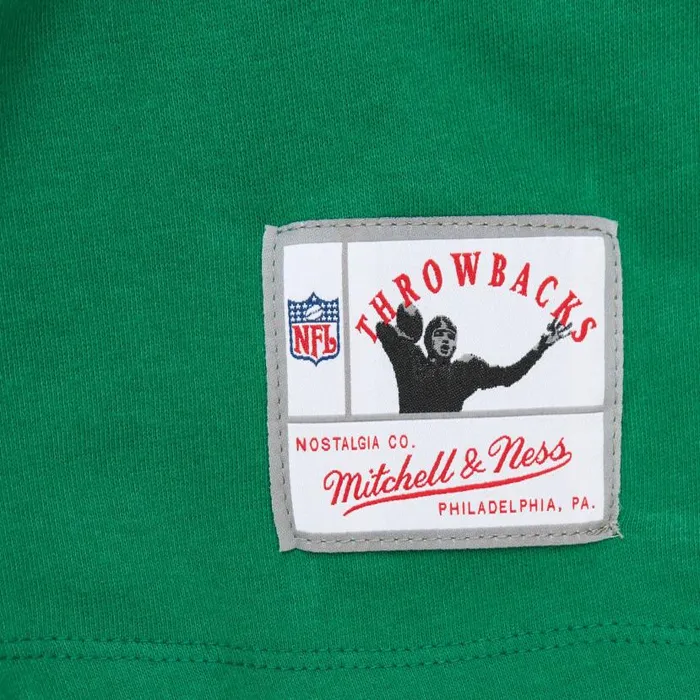 THROWBACKS
NFL
NOSTALGIA CO.
Mitchell & Ness
PHILADELPHIA, PA.